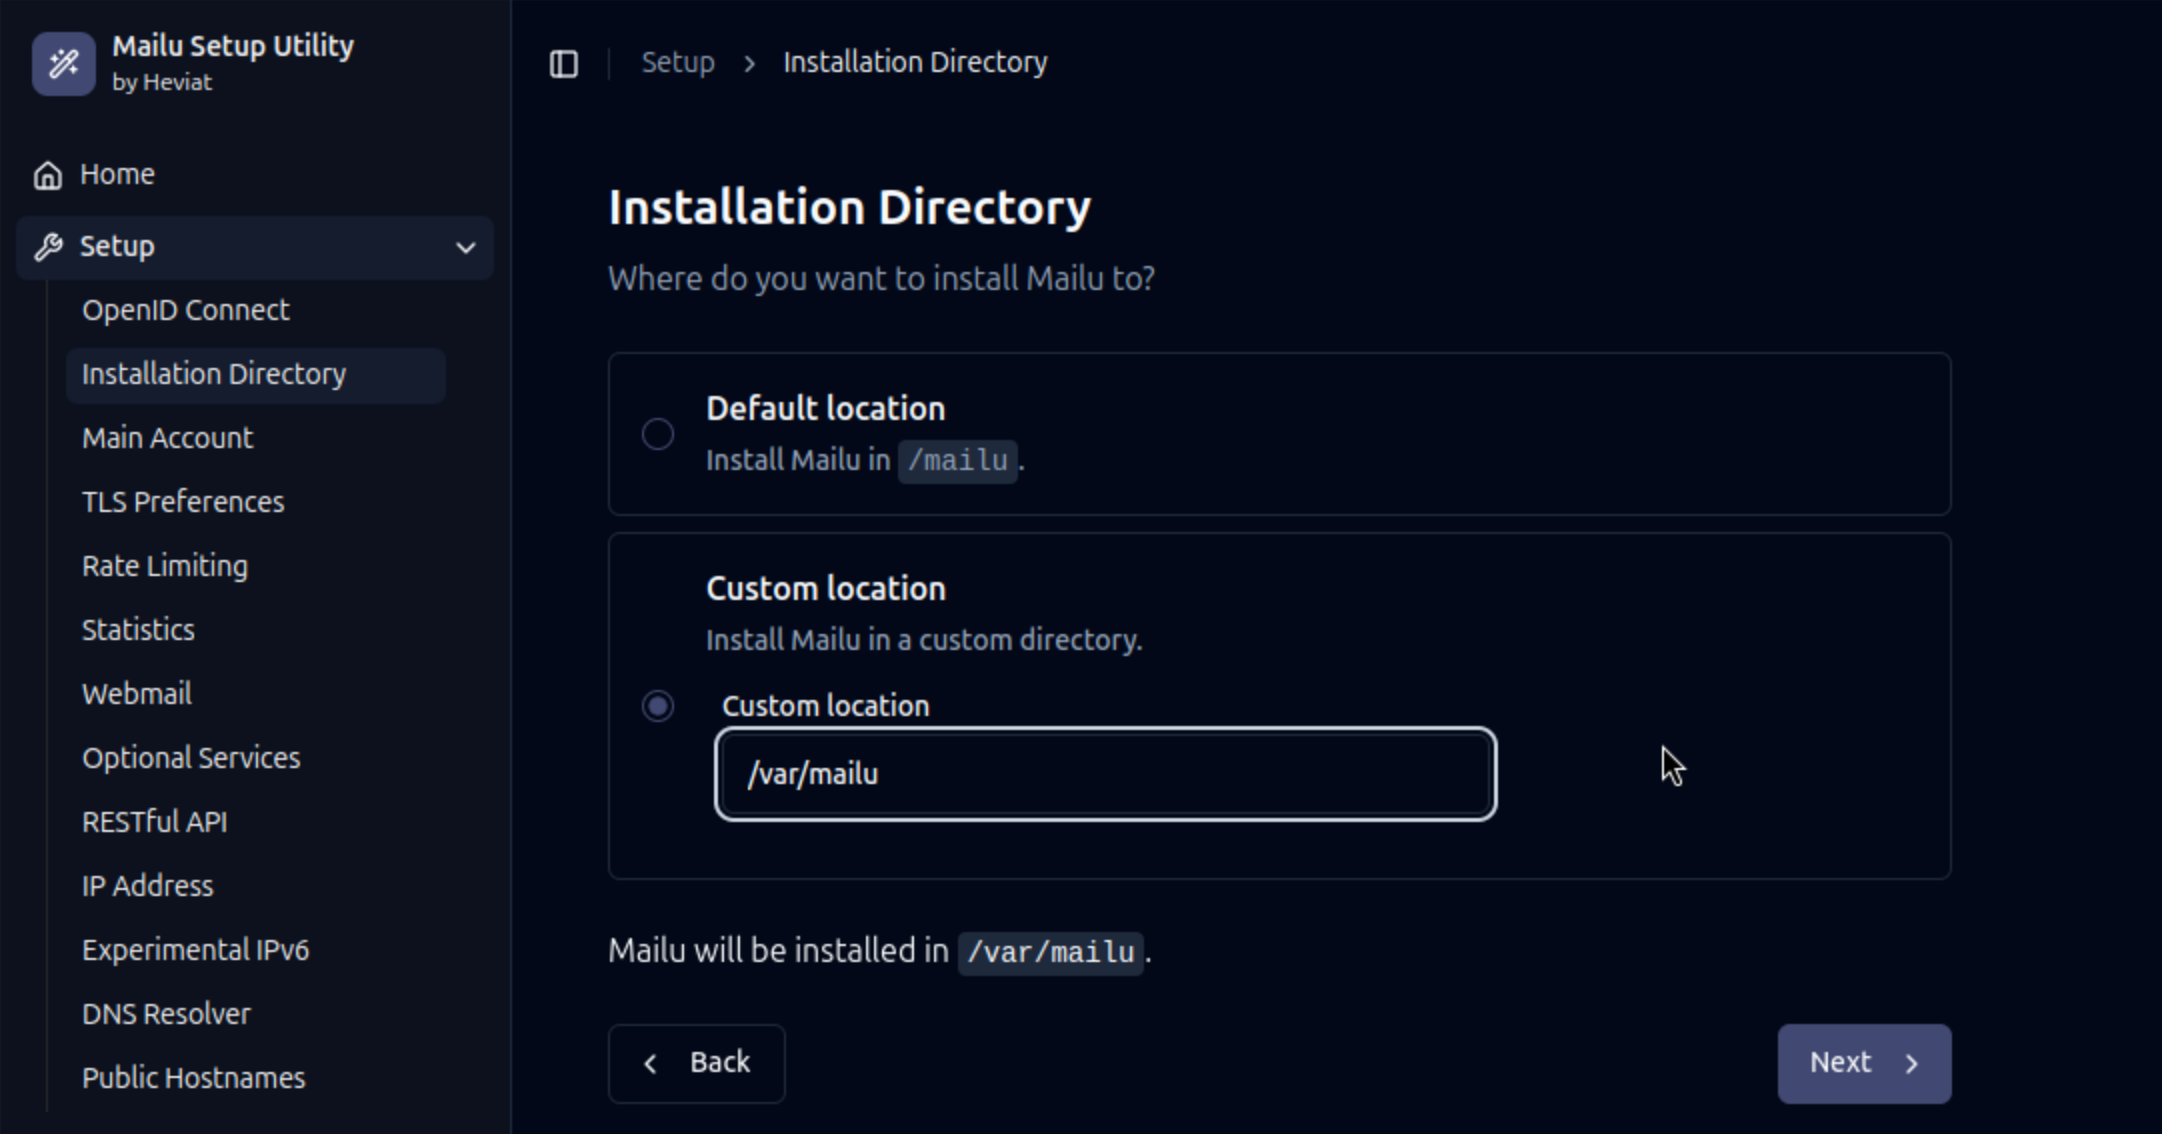 Mailu Setup Utility
by Heviat
Home
Setup
OpenID Connect
Installation Directory
Main Account
TLS Preferences
Rate Limiting
Statistics
Webmail
Optional Services
RESTful API
IP Address
Experimental IPv6
DNS Resolver
Public Hostnames
Setup > Installation Directory
Installation Directory
Where do you want to install Mailu to?
Default location
Install Mailu in /mailu.
Custom location
Install Mailu in a custom directory.
Custom location
/var/mailu
Mailu will be installed in /var/mailu.
Back
Next